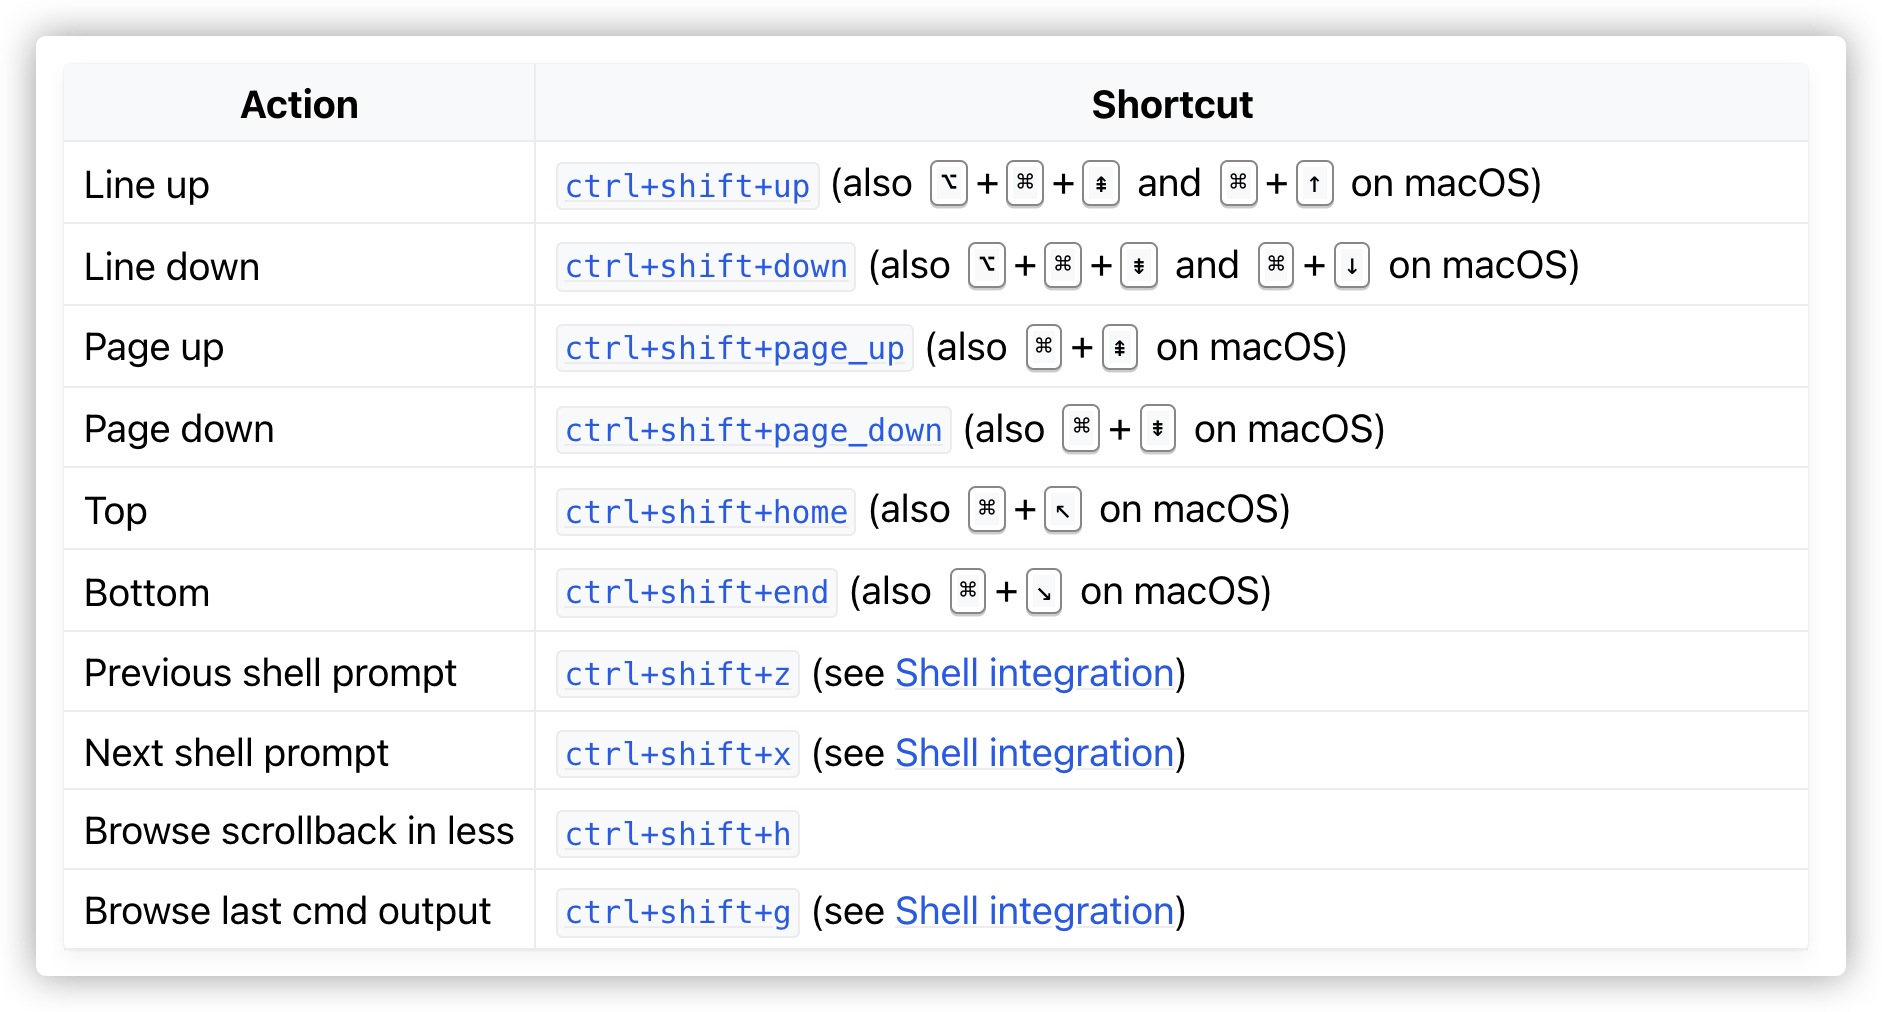 Action Shortcut
Line up ctrl+shift+up (also ⌥+⌘+⇞ and ⌘+↑ on macOS)
Line down ctrl+shift+down (also ⌥+⌘+⇟ and ⌘+↓ on macOS)
Page up ctrl+shift+page_up (also ⌘+⇞ on macOS)
Page down ctrl+shift+page_down (also ⌘+⇟ on macOS)
Top ctrl+shift+home (also ⌘+↖ on macOS)
Bottom ctrl+shift+end (also ⌘+↘ on macOS)
Previous shell prompt ctrl+shift+z (see Shell integration)
Next shell prompt ctrl+shift+x (see Shell integration)
Browse scrollback in less ctrl+shift+h
Browse last cmd output ctrl+shift+g (see Shell integration)